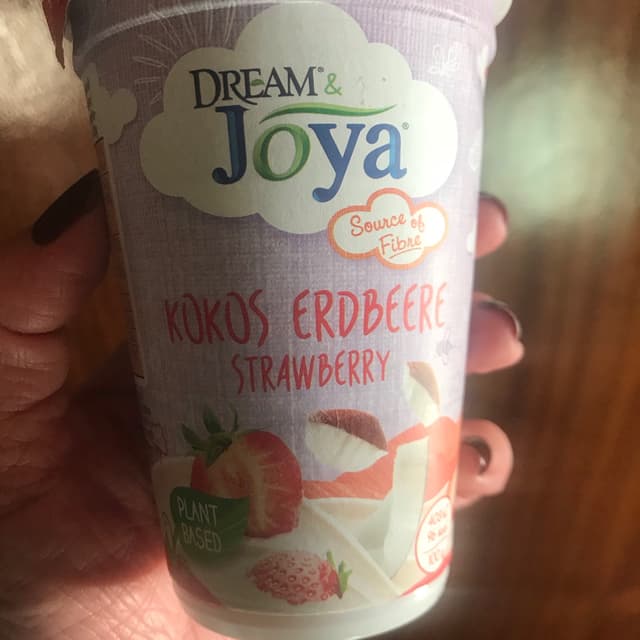 DREAM® &
Joya®
Source of
Fibre
KOKOS ERDBEERE
STRAWBERRY
PLANT
BASED